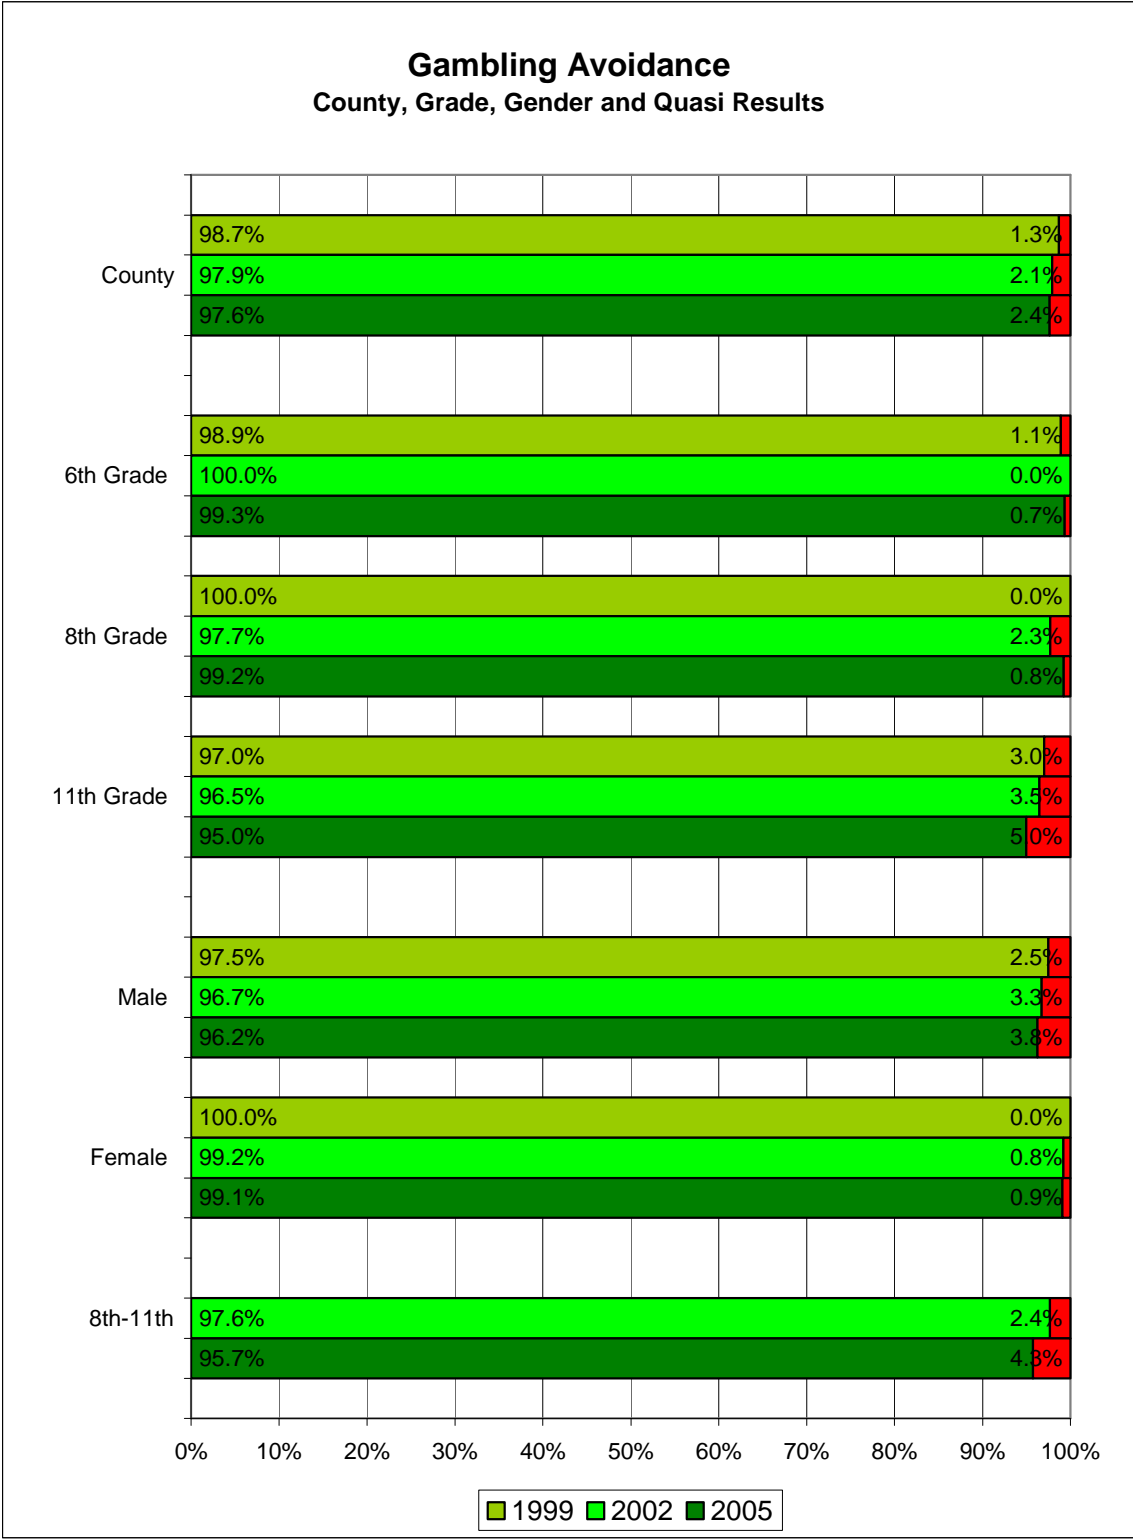 Gambling Avoidance
County, Grade, Gender and Quasi Results
98.7% 1.3%
County 97.9% 2.1%
97.6% 2.4%
98.9% 1.1%
6th Grade 100.0% 0.0%
99.3% 0.7%
100.0% 0.0%
8th Grade 97.7% 2.3%
99.2% 0.8%
97.0% 3.0%
11th Grade 96.5% 3.5%
95.0% 5.0%
97.5% 2.5%
Male 96.7% 3.3%
96.2% 3.8%
100.0% 0.0%
Female 99.2% 0.8%
99.1% 0.9%
8th-11th 97.6% 2.4%
95.7% 4.3%
0% 10% 20% 30% 40% 50% 60% 70% 80% 90% 100%
1999 2002 2005